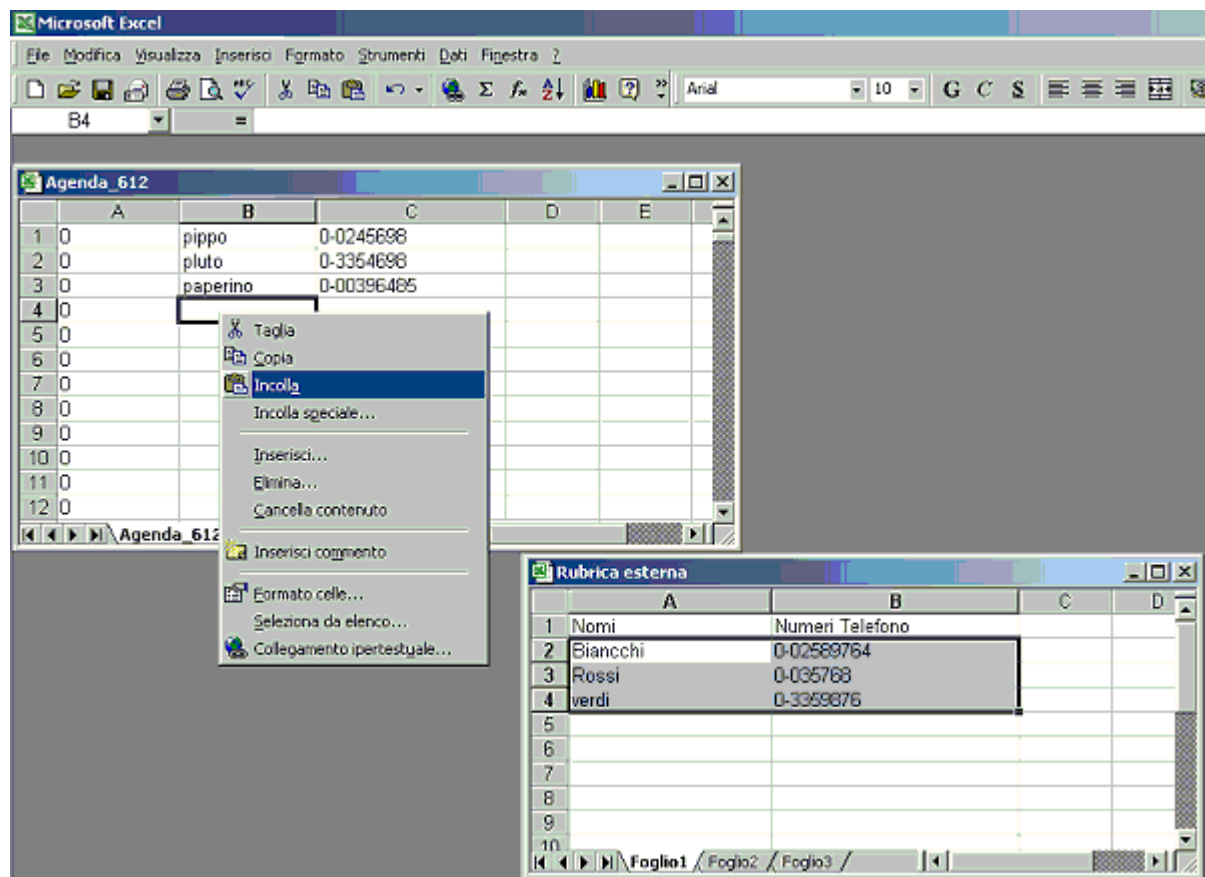 Microsoft Excel
File Modifica Visualizza Inserisci Formato Strumenti Dati Finestra ?
Arial 10 G C S
B4 =
Agenda_612
A B C D E
1 0 pippo 0-0245698
2 0 pluto 0-3354698
3 0 paperino 0-00396485
4 0
5 0
6 0
7 0
8 0
9 0
10 0
11 0
12 0
Agenda_612
Taglia
Copia
Incolla
Incolla speciale...
Inserisci...
Elimina...
Cancella contenuto
Inserisci commento
Formato celle...
Seleziona da elenco...
Collegamento ipertestuale...
Rubrica esterna
A B C D
1 Nomi Numeri Telefono
2 Biancchi 0-02589764
3 Rossi 0-035768
4 verdi 0-3359876
5
6
7
8
9
10
Foglio1 Foglio2 Foglio3